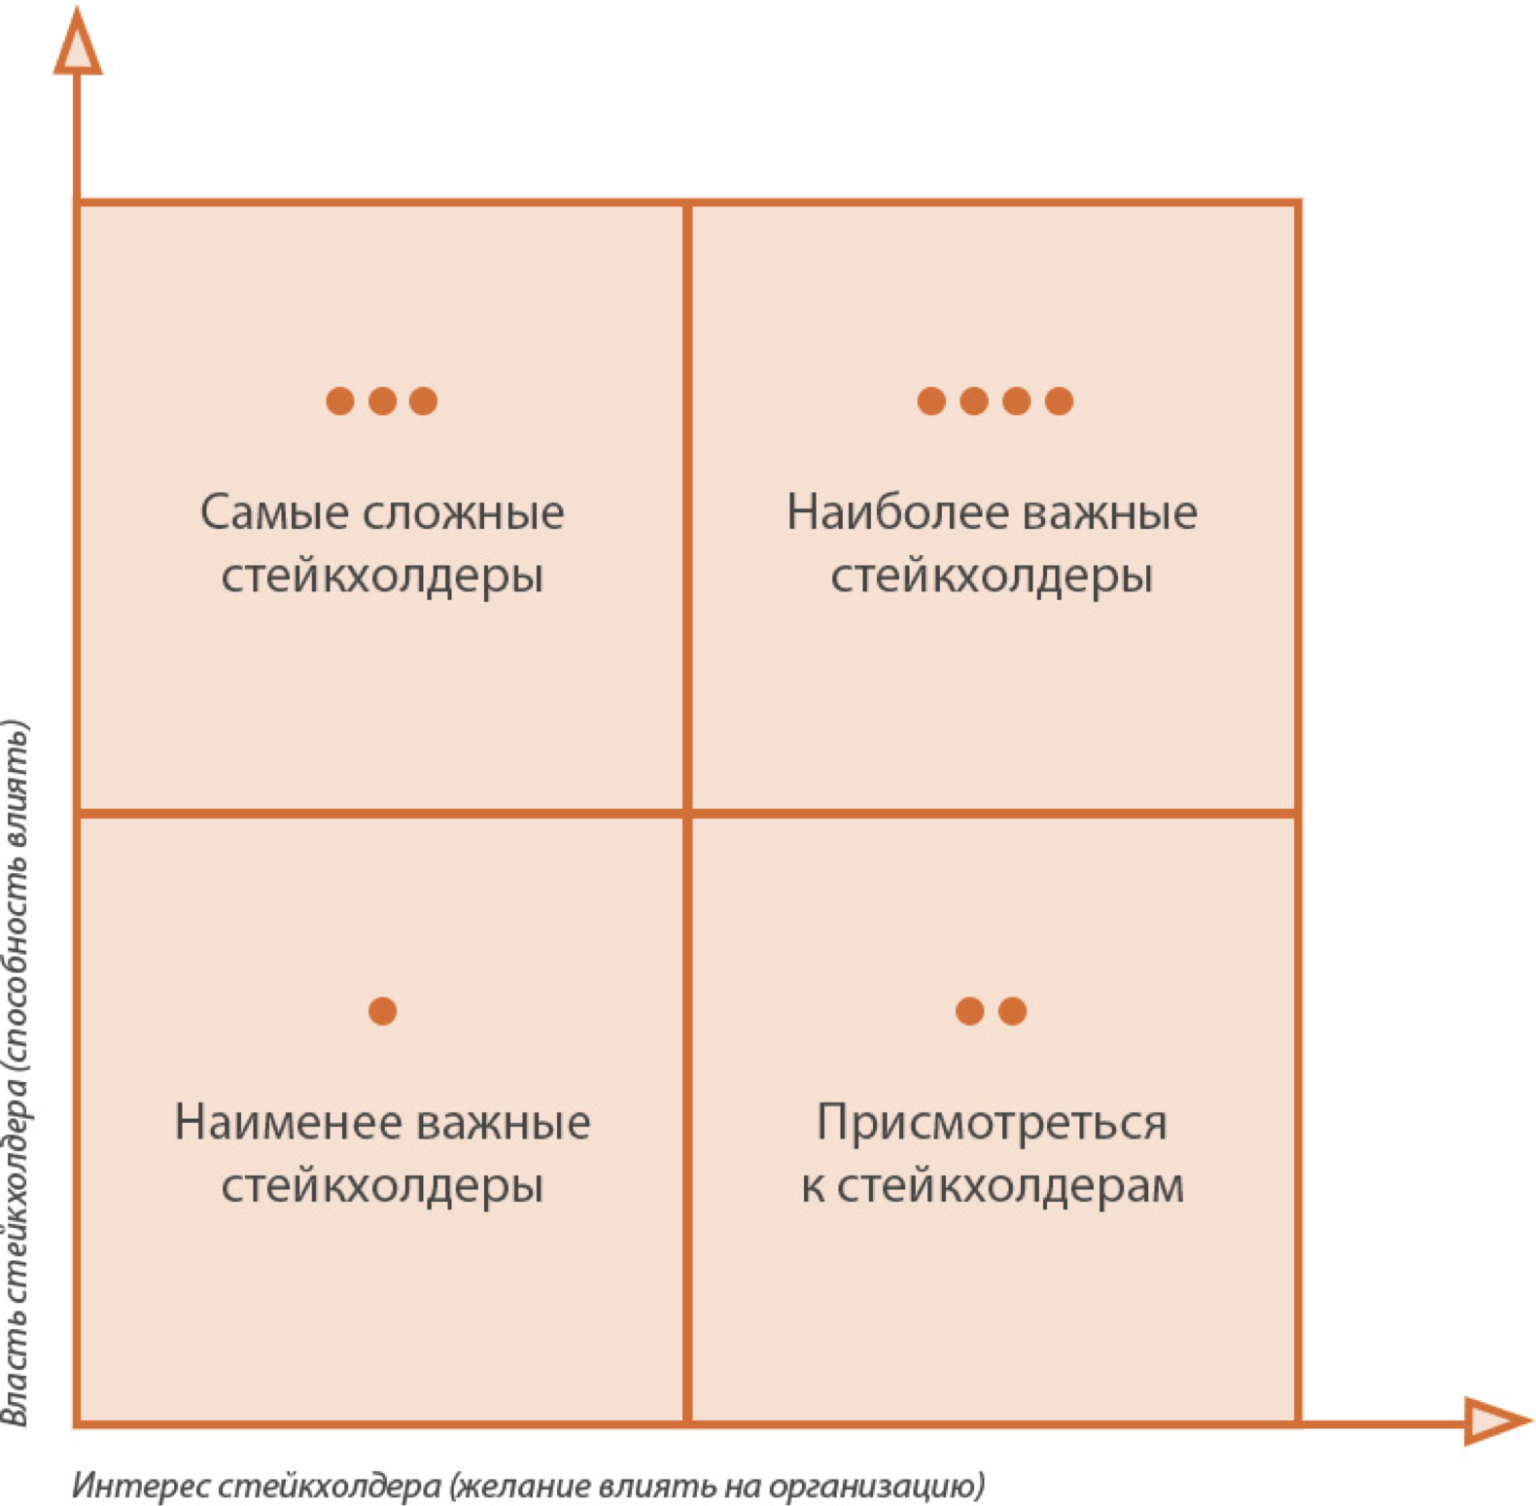 Самые сложные
стейкхолдеры
Наиболее важные
стейкхолдеры
Наименее важные
стейкхолдеры
Присмотреться
к стейкхолдерам
Власть стейкхолдера (способность влиять)
Интерес стейкхолдера (желание влиять на организацию)